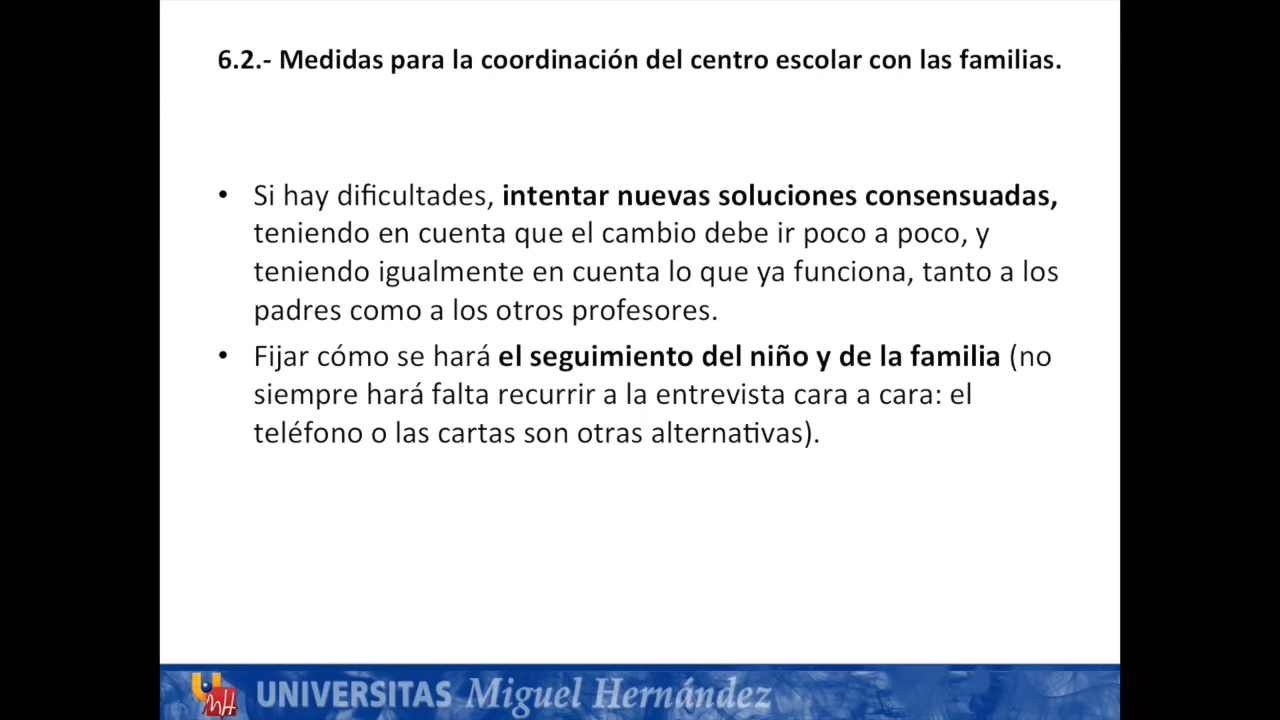 6.2.- Medidas para la coordinación del centro escolar con las familias.
• Si hay dificultades, intentar nuevas soluciones consensuadas,
teniendo en cuenta que el cambio debe ir poco a poco, y
teniendo igualmente en cuenta lo que ya funciona, tanto a los
padres como a los otros profesores.
• Fijar cómo se hará el seguimiento del niño y de la familia (no
siempre hará falta recurrir a la entrevista cara a cara: el
teléfono o las cartas son otras alternativas).
UMH UNIVERSITAS Miguel Hernández